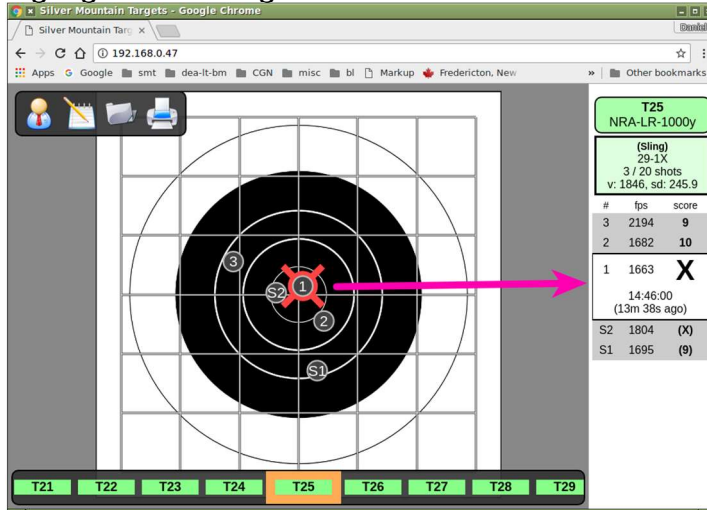 Silver Mountain Targets - Google Chrome
Silver Mountain Targ
Daniel
192.168.0.47
Apps Google smt dea-lt-bm CGN misc bl Markup Fredericton, New » Other bookmarks
T25
NRA-LR-1000y
(Sling)
29-1X
3 / 20 shots
v: 1846, sd: 245.9
# fps score
3 2194 9
2 1682 10
1 1663 X
14:46:00
(13m 38s ago)
S2 1804 (X)
S1 1695 (9)
3
S2 1
2
S1
T21 T22 T23 T24 T25 T26 T27 T28 T29